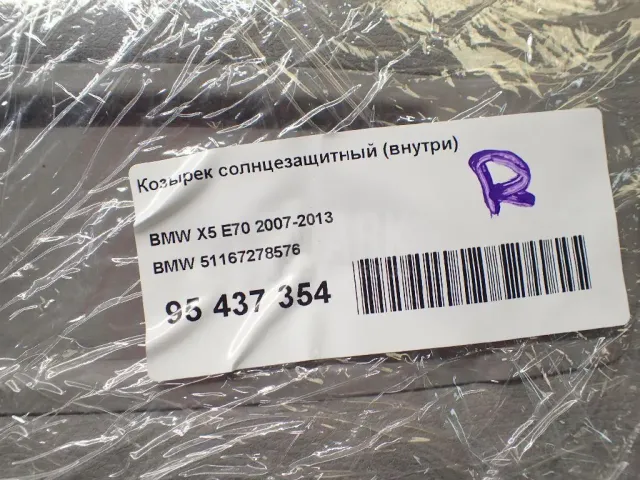 Козырек солнцезащитный (внутри)
R
BMW X5 E70 2007-2013
BMW 51167278576
95 437 354